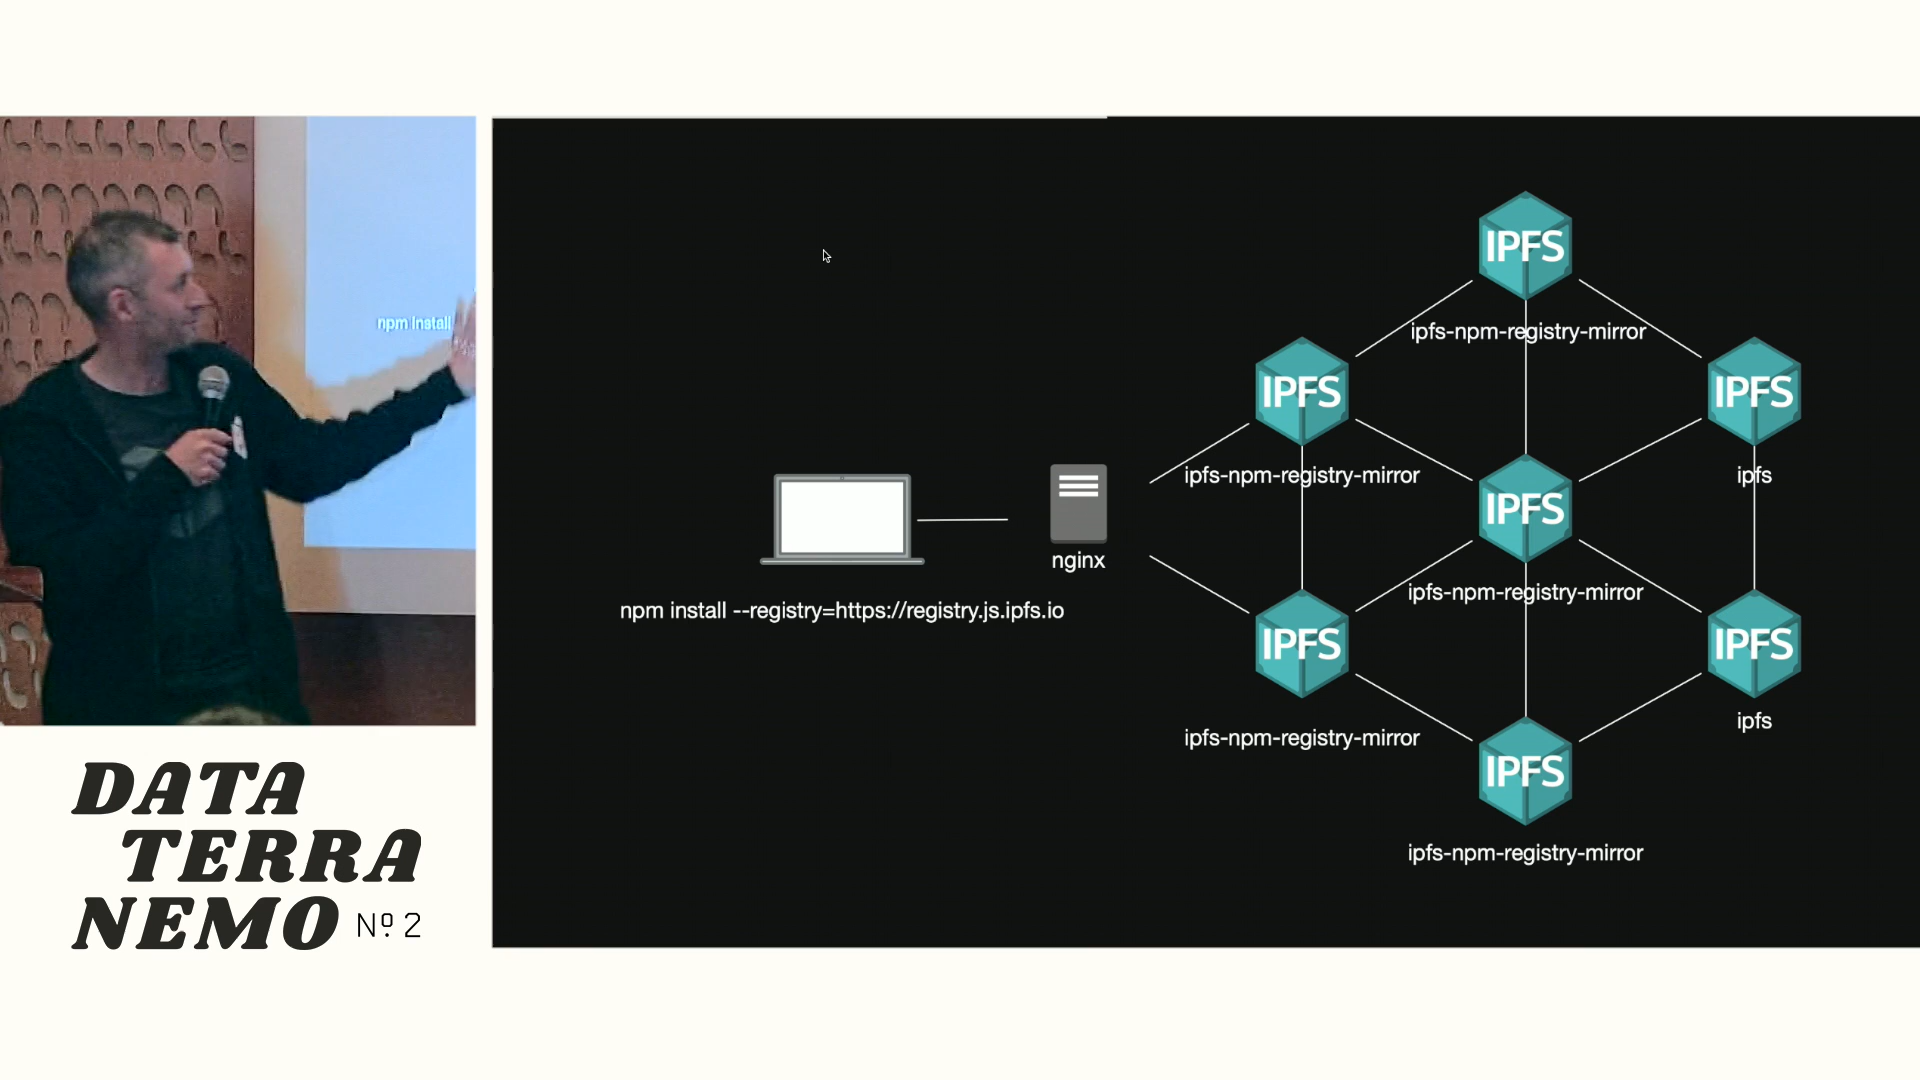 npm install
DATA
TERRA
NEMO Nº 2
IPFS
ipfs-npm-registry-mirror
IPFS
ipfs-npm-registry-mirror
IPFS
ipfs
IPFS
ipfs-npm-registry-mirror
nginx
npm install --registry=https://registry.js.ipfs.io
IPFS
ipfs-npm-registry-mirror
IPFS
ipfs
IPFS
ipfs-npm-registry-mirror